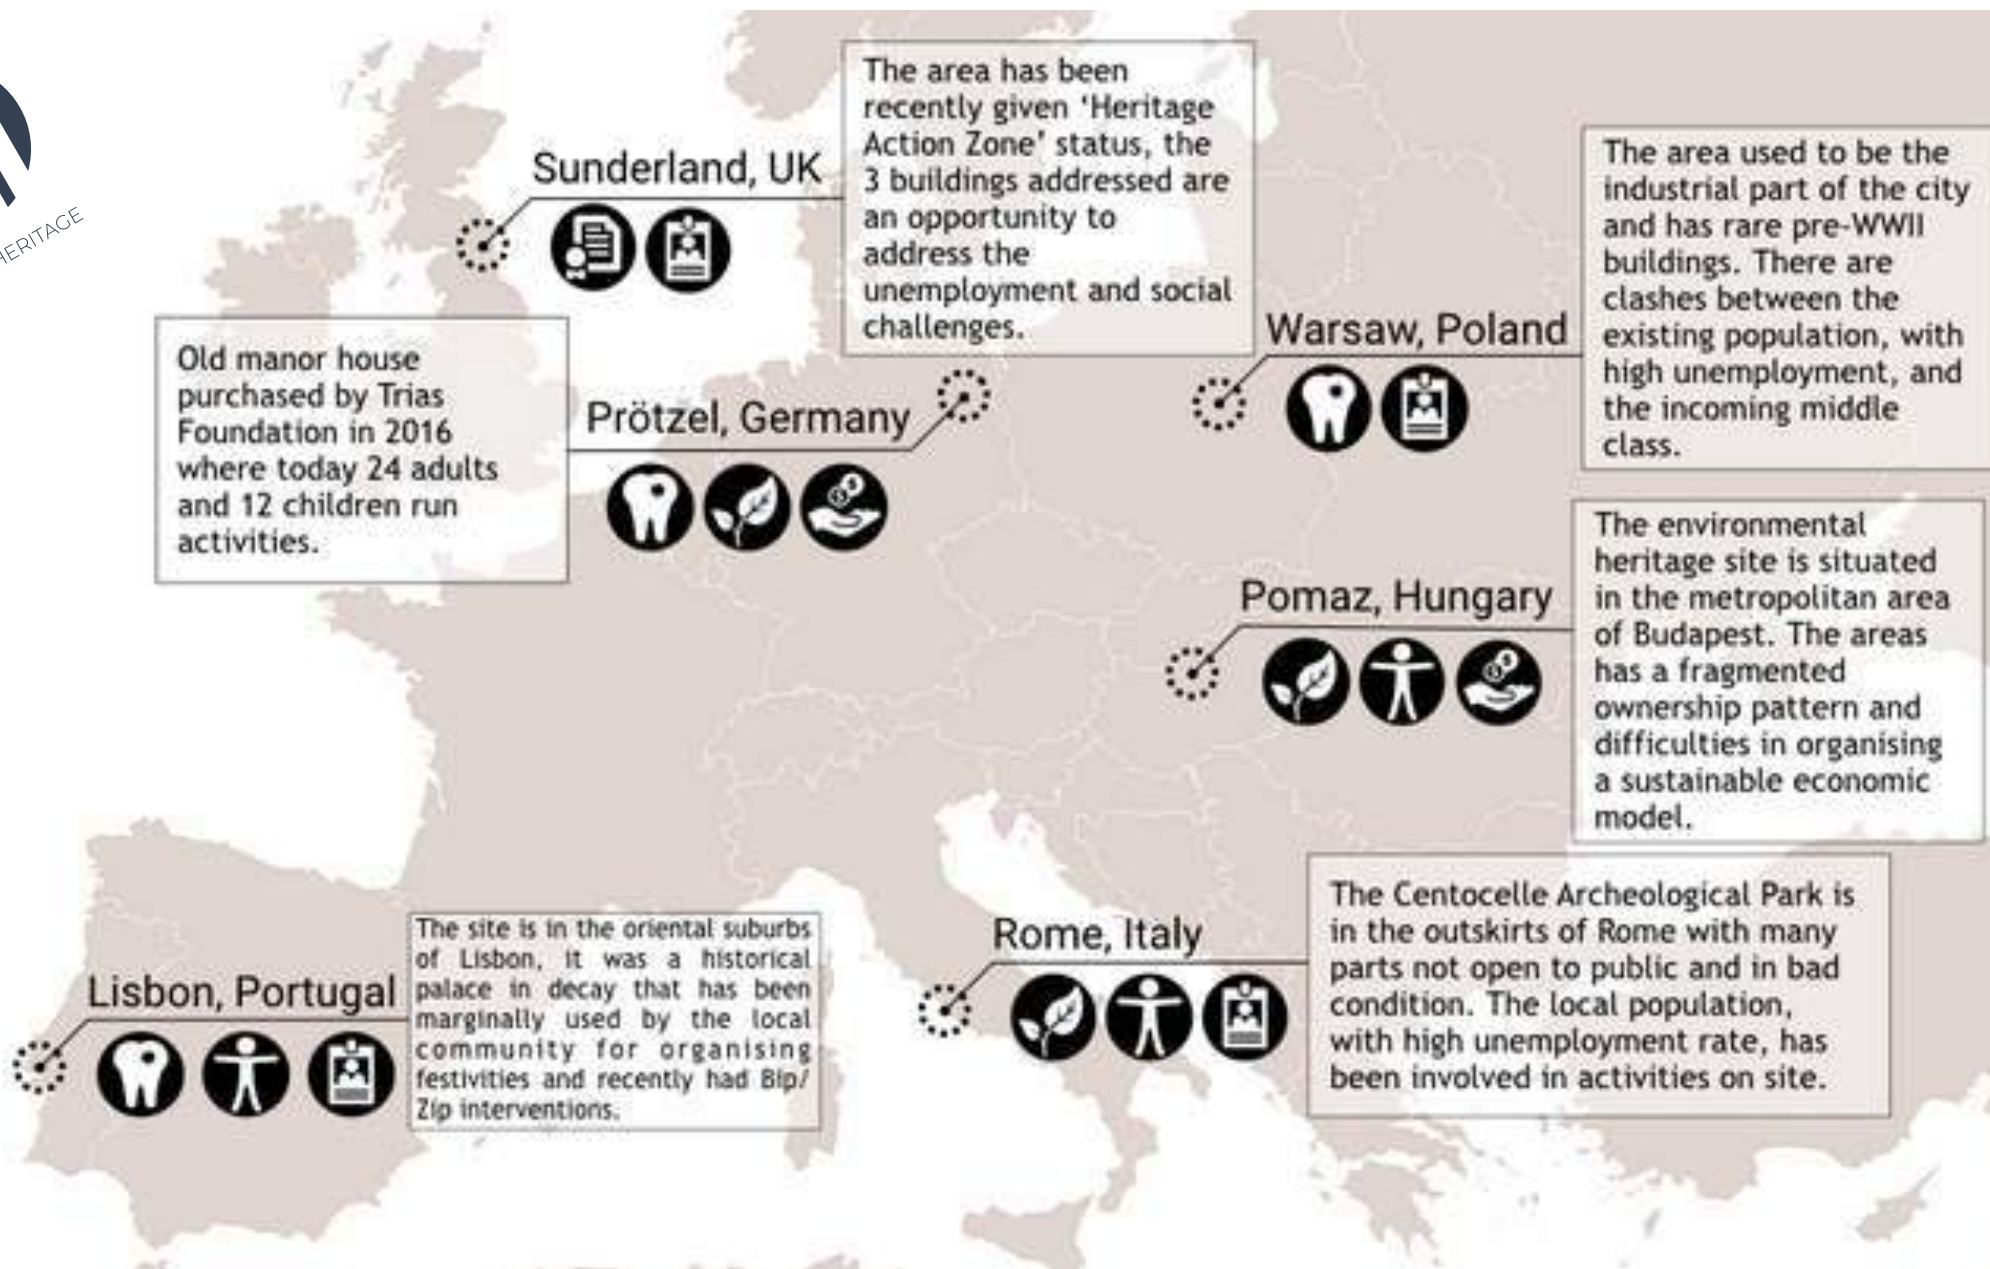 HERITAGE
Sunderland, UK
The area has been
recently given ‘Heritage
Action Zone’ status, the
3 buildings addressed are
an opportunity to
address the
unemployment and social
challenges.
Warsaw, Poland
The area used to be the
industrial part of the city
and has rare pre-WWII
buildings. There are
clashes between the
existing population, with
high unemployment, and
the incoming middle
class.
Old manor house
purchased by Trias
Foundation in 2016
where today 24 adults
and 12 children run
activities.
Prötzel, Germany
Pomaz, Hungary
The environmental
heritage site is situated
in the metropolitan area
of Budapest. The areas
has a fragmented
ownership pattern and
difficulties in organising
a sustainable economic
model.
Lisbon, Portugal
The site is in the oriental suburbs
of Lisbon, it was a historical
palace in decay that has been
marginally used by the local
community for organising
festivities and recently had Bip/
Zip interventions.
Rome, Italy
The Centocelle Archeological Park is
in the outskirts of Rome with many
parts not open to public and in bad
condition. The local population,
with high unemployment rate, has
been involved in activities on site.